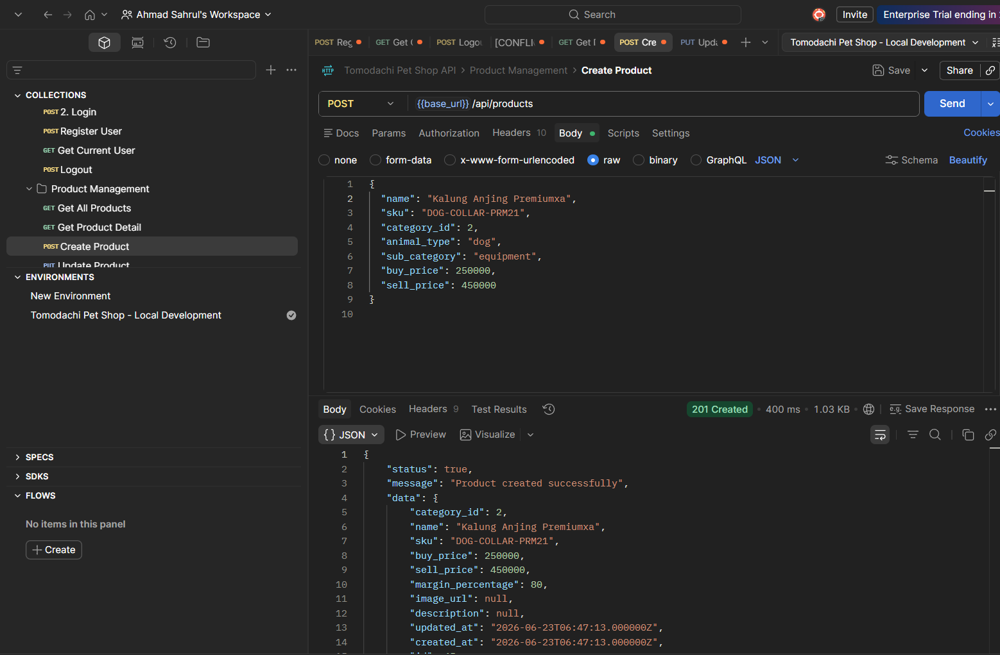 Ahmad Sahrul's Workspace
Search
Invite
Enterprise Trial ending in
POST Reg
GET Get
POST Logou
[CONFLI
GET Get
POST Cre
PUT Upd
Tomodachi Pet Shop - Local Development
Tomodachi Pet Shop API > Product Management > Create Product
Save
Share
COLLECTIONS
POST 2. Login
POST Register User
GET Get Current User
POST Logout
Product Management
GET Get All Products
GET Get Product Detail
POST Create Product
PUT Update Product
ENVIRONMENTS
New Environment
Tomodachi Pet Shop - Local Development
SPECS
SDKS
FLOWS
No items in this panel
Create
POST
{{base_url}} /api/products
Send
Docs
Params
Authorization
Headers 10
Body
Scripts
Settings
Cookies
none
form-data
x-www-form-urlencoded
raw
binary
GraphQL
JSON
Schema
Beautify
1 {
2 "name": "Kalung Anjing Premiumxa",
3 "sku": "DOG-COLLAR-PRM21",
4 "category_id": 2,
5 "animal_type": "dog",
6 "sub_category": "equipment",
7 "buy_price": 250000,
8 "sell_price": 450000
9 }
10
Body
Cookies
Headers 9
Test Results
201 Created
400 ms
1.03 KB
e.g. Save Response
{} JSON
Preview
Visualize
1 {
2 "status": true,
3 "message": "Product created successfully",
4 "data": {
5 "category_id": 2,
6 "name": "Kalung Anjing Premiumxa",
7 "sku": "DOG-COLLAR-PRM21",
8 "buy_price": 250000,
9 "sell_price": 450000,
10 "margin_percentage": 80,
11 "image_url": null,
12 "description": null,
13 "updated_at": "2026-06-23T06:47:13.000000Z",
14 "created_at": "2026-06-23T06:47:13.000000Z",